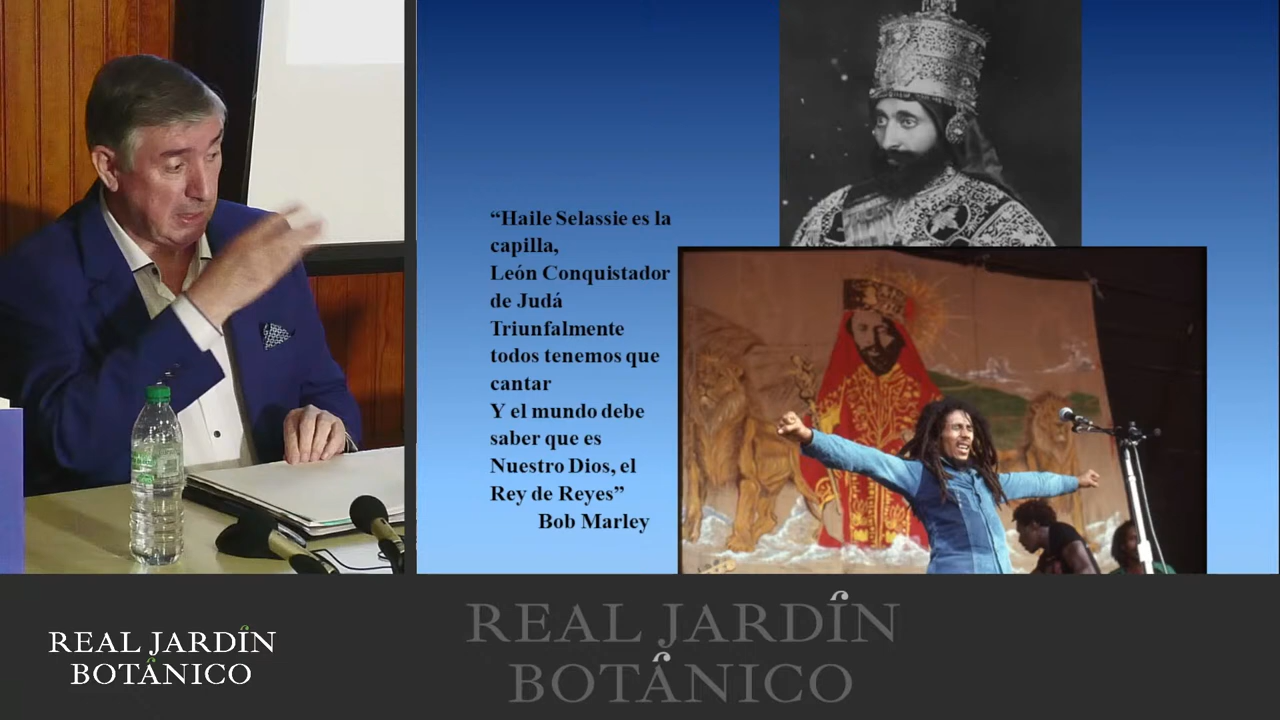 “Haile Selassie es la
capilla,
León Conquistador
de Judá
Triunfalmente
todos tenemos que
cantar
Y el mundo debe
saber que es
Nuestro Dios, el
Rey de Reyes”
Bob Marley
REAL JARDÍN
BOTÁNICO
REAL JARDÍN
BOTÁNICO